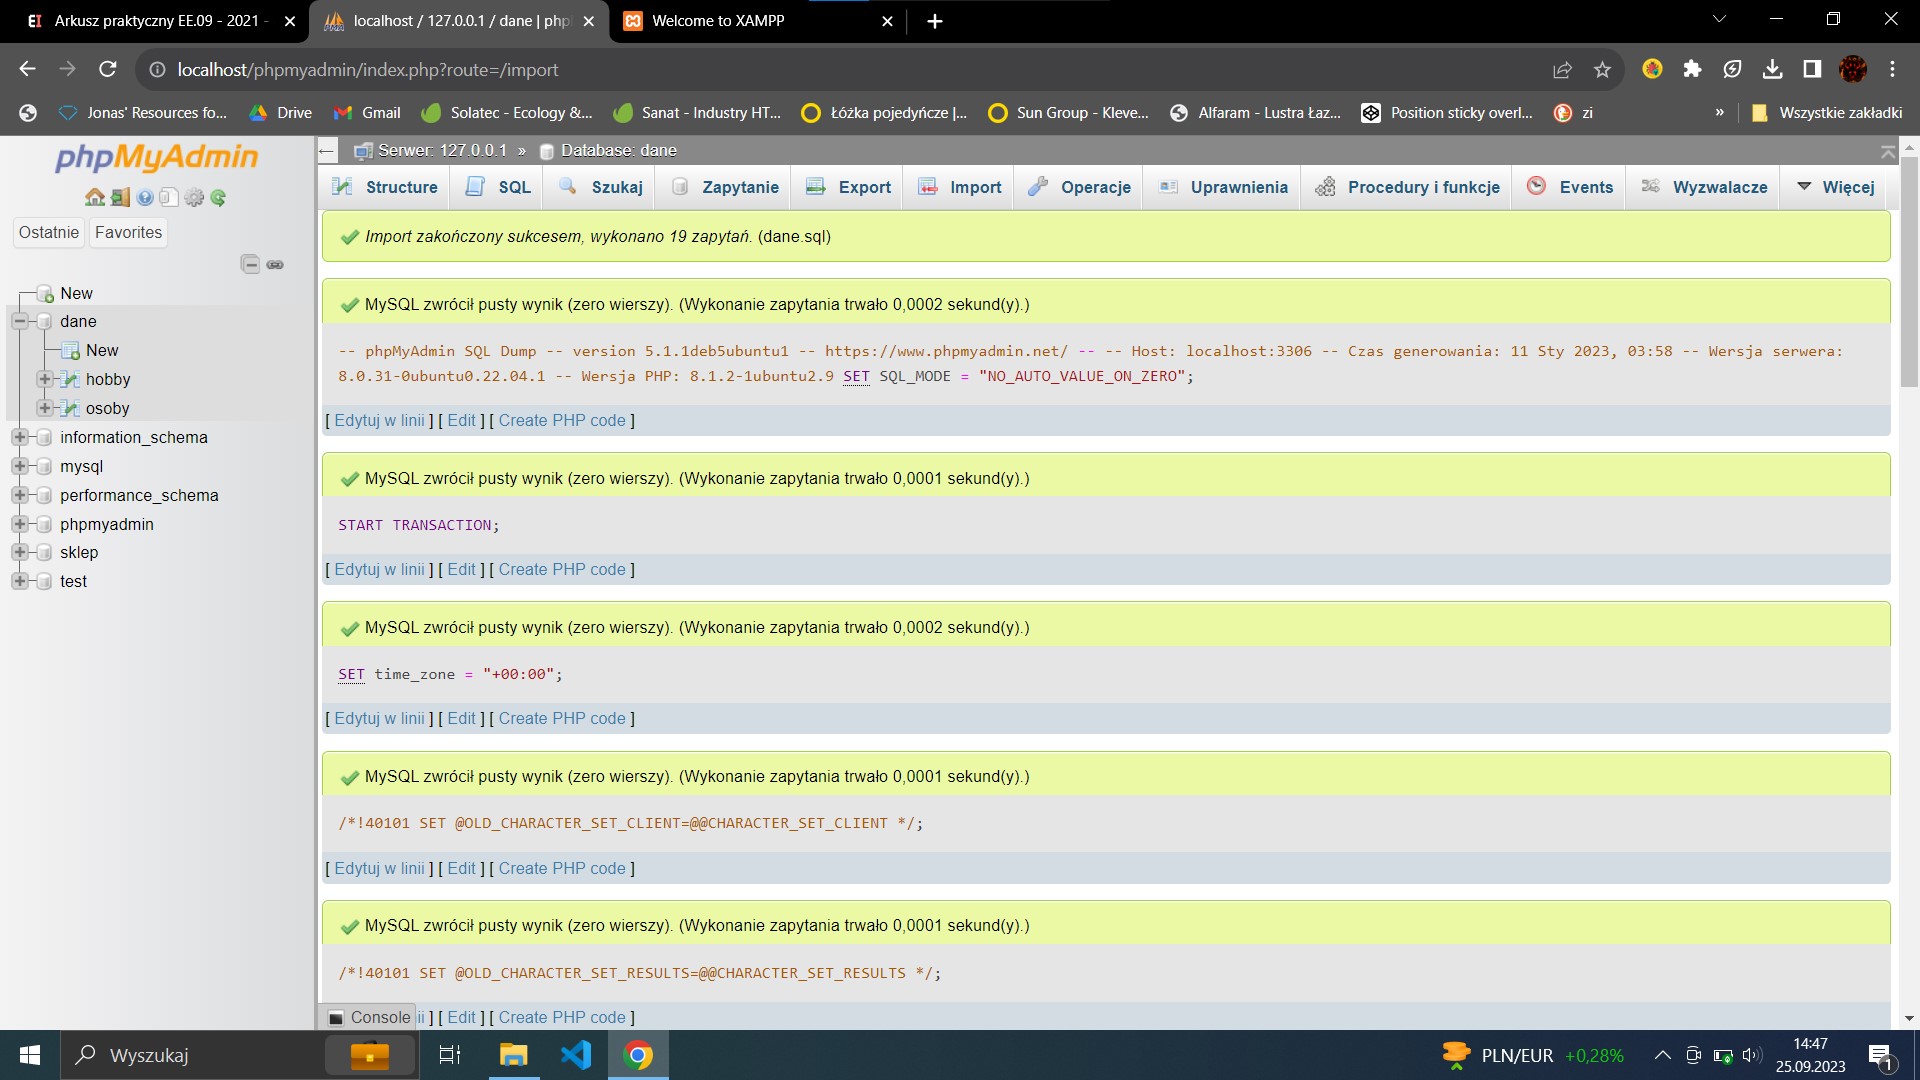 Arkusz praktyczny EE.09 - 2021 -
localhost / 127.0.0.1 / dane | php
Welcome to XAMPP
localhost/phpmyadmin/index.php?route=/import
Jonas' Resources fo...
Drive
Gmail
Solatec - Ecology &...
Sanat - Industry HT...
Łóżka pojedyńcze |...
Sun Group - Kleve...
Alfaram - Lustra Łaz...
Position sticky overl...
zi
»
Wszystkie zakładki
phpMyAdmin
Ostatnie
Favorites
New
dane
New
hobby
osoby
information_schema
mysql
performance_schema
phpmyadmin
sklep
test
Serwer: 127.0.0.1 » Database: dane
Structure
SQL
Szukaj
Zapytanie
Export
Import
Operacje
Uprawnienia
Procedury i funkcje
Events
Wyzwalacze
Więcej
Import zakończony sukcesem, wykonano 19 zapytań. (dane.sql)
MySQL zwrócił pusty wynik (zero wierszy). (Wykonanie zapytania trwało 0,0002 sekund(y).)
-- phpMyAdmin SQL Dump -- version 5.1.1deb5ubuntu1 -- https://www.phpmyadmin.net/ -- -- Host: localhost:3306 -- Czas generowania: 11 Sty 2023, 03:58 -- Wersja serwera:
8.0.31-0ubuntu0.22.04.1 -- Wersja PHP: 8.1.2-1ubuntu2.9 SET SQL_MODE = "NO_AUTO_VALUE_ON_ZERO";
[ Edytuj w linii ] [ Edit ] [ Create PHP code ]
MySQL zwrócił pusty wynik (zero wierszy). (Wykonanie zapytania trwało 0,0001 sekund(y).)
START TRANSACTION;
[ Edytuj w linii ] [ Edit ] [ Create PHP code ]
MySQL zwrócił pusty wynik (zero wierszy). (Wykonanie zapytania trwało 0,0002 sekund(y).)
SET time_zone = "+00:00";
[ Edytuj w linii ] [ Edit ] [ Create PHP code ]
MySQL zwrócił pusty wynik (zero wierszy). (Wykonanie zapytania trwało 0,0001 sekund(y).)
/*!40101 SET @OLD_CHARACTER_SET_CLIENT=@@CHARACTER_SET_CLIENT */;
[ Edytuj w linii ] [ Edit ] [ Create PHP code ]
MySQL zwrócił pusty wynik (zero wierszy). (Wykonanie zapytania trwało 0,0001 sekund(y).)
/*!40101 SET @OLD_CHARACTER_SET_RESULTS=@@CHARACTER_SET_RESULTS */;
Console ii ] [ Edit ] [ Create PHP code ]
Wyszukaj
PLN/EUR +0,28%
14:47
25.09.2023
1